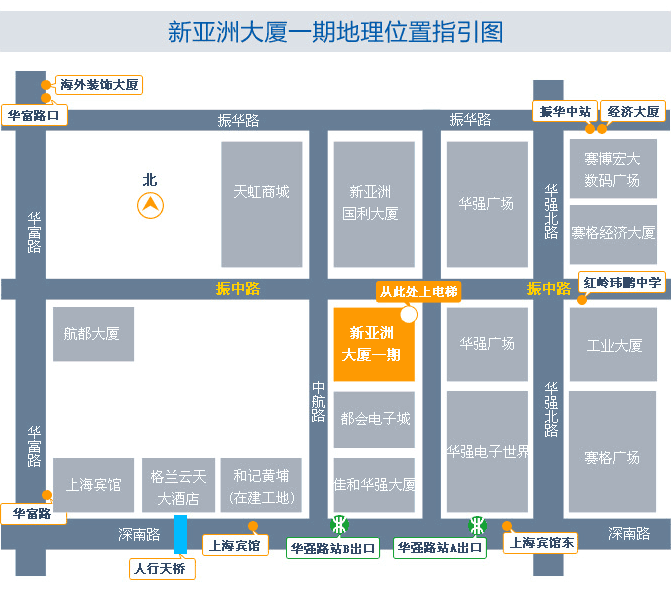 新亚洲大厦一期地理位置指引图
海外装饰大厦
华富路口
振华路
振华路
振华中站
经济大厦
北
天虹商城
新亚洲
国利大厦
华强广场
华强北路
赛博宏大
数码广场
赛格经济大厦
华富路
振中路
从此处上电梯
振中路
红岭玮鹏中学
航都大厦
新亚洲
大厦一期
华强广场
工业大厦
中航路
都会电子城
华强北路
华强电子世界
赛格广场
华富路
上海宾馆
格兰云天
大酒店
和记黄埔
(在建工地)
佳和华强大厦
华富路
深南路
上海宾馆
华强路站B出口
华强路站A出口
上海宾馆东
深南路
人行天桥